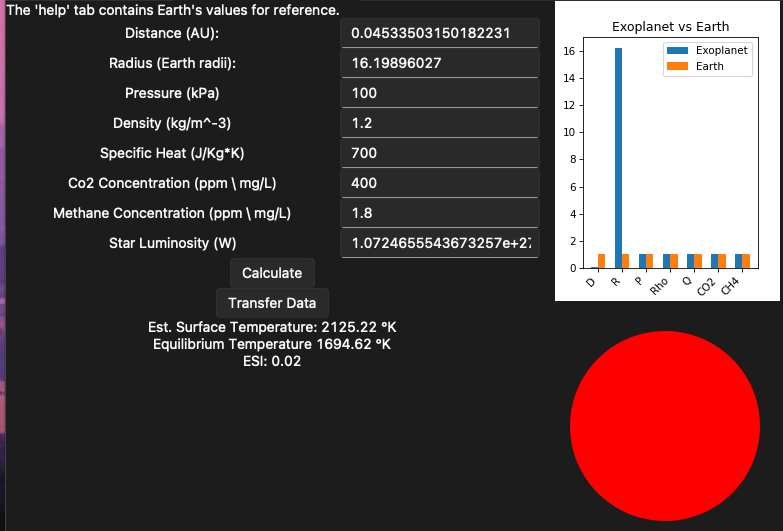 The 'help' tab contains Earth's values for reference.
Distance (AU): 0.04533503150182231
Radius (Earth radii): 16.19896027
Pressure (kPa) 100
Density (kg/m^-3) 1.2
Specific Heat (J/Kg*K) 700
Co2 Concentration (ppm \ mg/L) 400
Methane Concentration (ppm \ mg/L) 1.8
Star Luminosity (W) 1.0724655543673257e+27
Calculate
Transfer Data
Est. Surface Temperature: 2125.22 °K
Equilibrium Temperature 1694.62 °K
ESI: 0.02
Exoplanet vs Earth
Exoplanet
Earth
16
14
12
10
8
6
4
2
0
D
R
P
Rho
Q
CO2
CH4